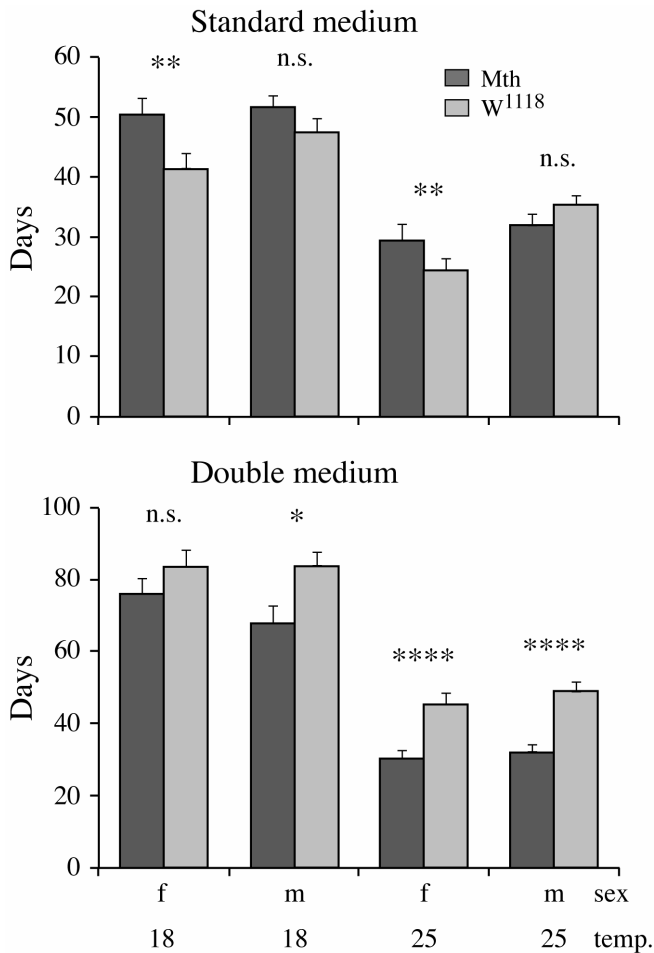 Standard medium
60
50
40
30
20
10
0
Days
**
n.s.
**
n.s.
Mth
W1118
Double medium
100
80
60
40
20
0
Days
n.s.
*
****
****
f m f m sex
18 18 25 25 temp.